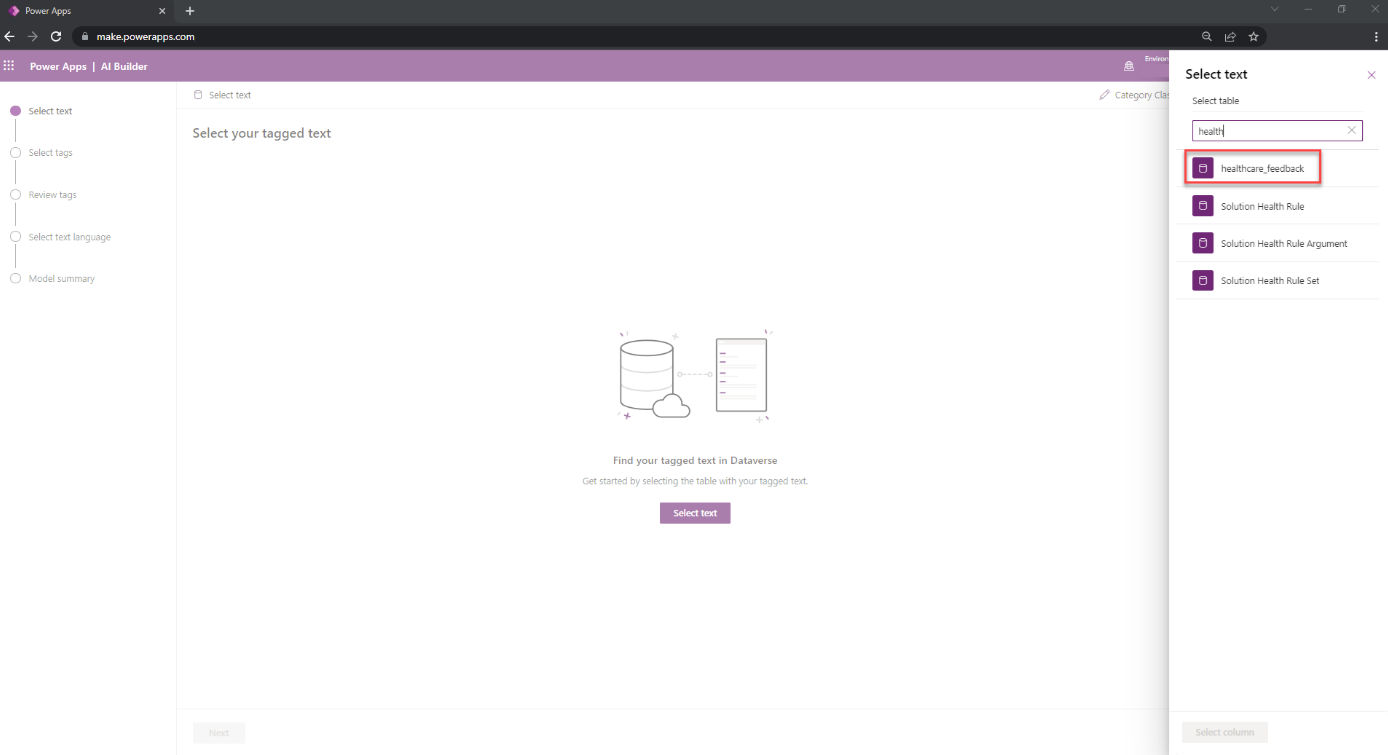 Power Apps
make.powerapps.com
Power Apps | AI Builder
Environ
Select text
Select tags
Review tags
Select text language
Model summary
Select text
Category Clas
Select your tagged text
Find your tagged text in Dataverse
Get started by selecting the table with your tagged text.
Select text
Next
Select text
Select table
health
healthcare_feedback
Solution Health Rule
Solution Health Rule Argument
Solution Health Rule Set
Select column